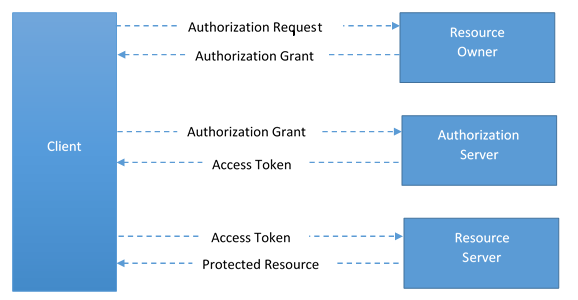 Authorization Request
Resource
Owner
Authorization Grant
Client
Authorization Grant
Authorization
Server
Access Token
Access Token
Resource
Server
Protected Resource